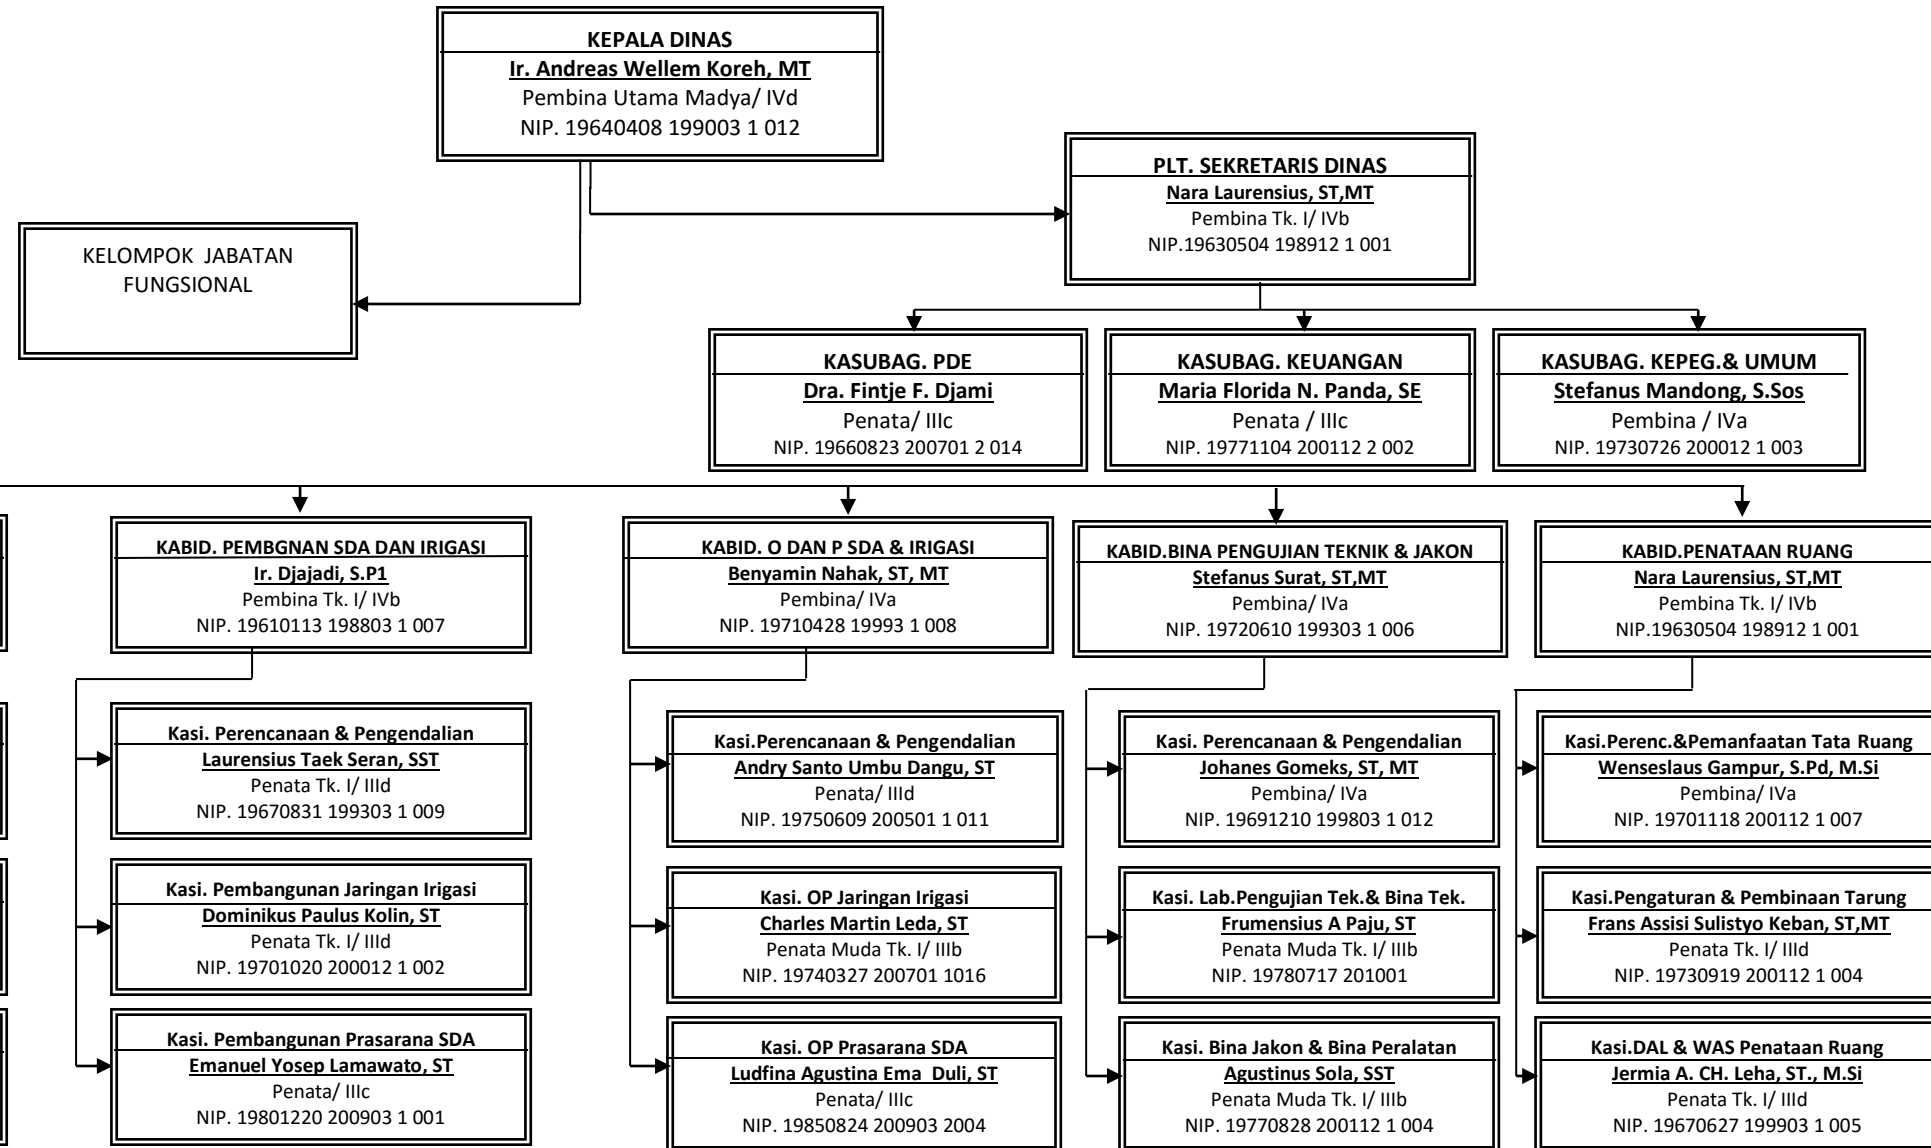 KEPALA DINAS
Ir. Andreas Wellem Koreh, MT
Pembina Utama Madya/ IVd
NIP. 19640408 199003 1 012
PLT. SEKRETARIS DINAS
Nara Laurensius, ST,MT
Pembina Tk. I/ IVb
NIP.19630504 198912 1 001
KELOMPOK JABATAN
FUNGSIONAL
KASUBAG. PDE
Dra. Fintje F. Djami
Penata/ IIIc
NIP. 19660823 200701 2 014
KASUBAG. KEUANGAN
Maria Florida N. Panda, SE
Penata / IIIc
NIP. 19771104 200112 2 002
KASUBAG. KEPEG.& UMUM
Stefanus Mandong, S.Sos
Pembina / IVa
NIP. 19730726 200012 1 003
KABID. PEMBGNAN SDA DAN IRIGASI
Ir. Djajadi, S.P1
Pembina Tk. I/ IVb
NIP. 19610113 198803 1 007
KABID. O DAN P SDA & IRIGASI
Benyamin Nahak, ST, MT
Pembina/ IVa
NIP. 19710428 19993 1 008
KABID.BINA PENGUJIAN TEKNIK & JAKON
Stefanus Surat, ST,MT
Pembina/ IVa
NIP. 19720610 199303 1 006
KABID.PENATAAN RUANG
Nara Laurensius, ST,MT
Pembina Tk. I/ IVb
NIP.19630504 198912 1 001
Kasi. Perencanaan & Pengendalian
Laurensius Taek Seran, SST
Penata Tk. I/ IIId
NIP. 19670831 199303 1 009
Kasi.Perencanaan & Pengendalian
Andry Santo Umbu Dangu, ST
Penata/ IIId
NIP. 19750609 200501 1 011
Kasi. Perencanaan & Pengendalian
Johanes Gomeks, ST, MT
Pembina/ IVa
NIP. 19691210 199803 1 012
Kasi.Perenc.&Pemanfaatan Tata Ruang
Wenseslaus Gampur, S.Pd, M.Si
Pembina/ IVa
NIP. 19701118 200112 1 007
Kasi. Pembangunan Jaringan Irigasi
Dominikus Paulus Kolin, ST
Penata Tk. I/ IIId
NIP. 19701020 200012 1 002
Kasi. OP Jaringan Irigasi
Charles Martin Leda, ST
Penata Muda Tk. I/ IIIb
NIP. 19740327 200701 1016
Kasi. Lab.Pengujian Tek.& Bina Tek.
Frumensius A Paju, ST
Penata Muda Tk. I/ IIIb
NIP. 19780717 201001
Kasi.Pengaturan & Pembinaan Tarung
Frans Assisi Sulistyo Keban, ST,MT
Penata Tk. I/ IIId
NIP. 19730919 200112 1 004
Kasi. Pembangunan Prasarana SDA
Emanuel Yosep Lamawato, ST
Penata/ IIIc
NIP. 19801220 200903 1 001
Kasi. OP Prasarana SDA
Ludfina Agustina Ema Duli, ST
Penata/ IIIc
NIP. 19850824 200903 2004
Kasi. Bina Jakon & Bina Peralatan
Agustinus Sola, SST
Penata Muda Tk. I/ IIIb
NIP. 19770828 200112 1 004
Kasi.DAL & WAS Penataan Ruang
Jermia A. CH. Leha, ST., M.Si
Penata Tk. I/ IIId
NIP. 19670627 199903 1 005